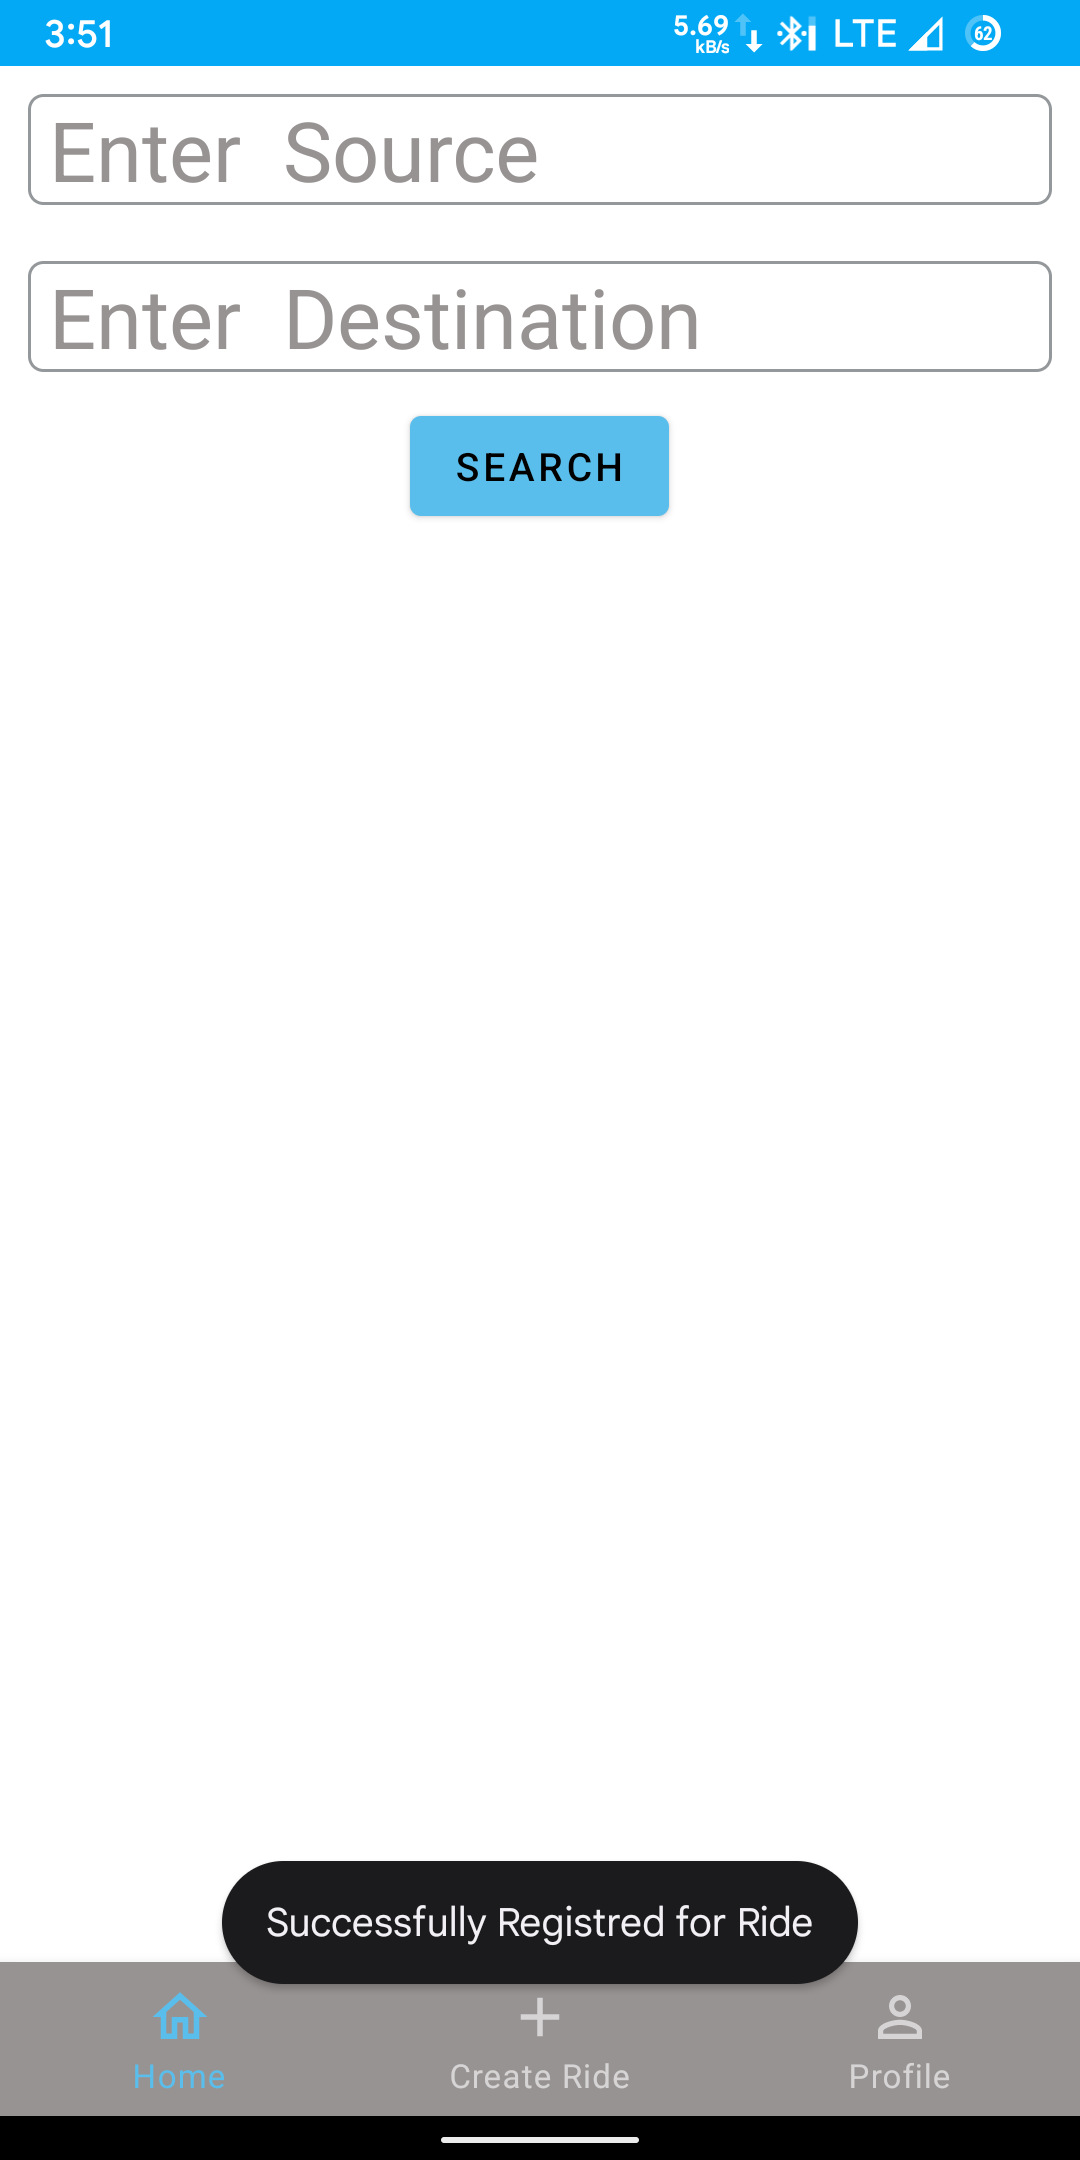 3:51 5.69 kB/s LTE 62
Enter Source
Enter Destination
SEARCH
Successfully Registred for Ride
Home Create Ride Profile